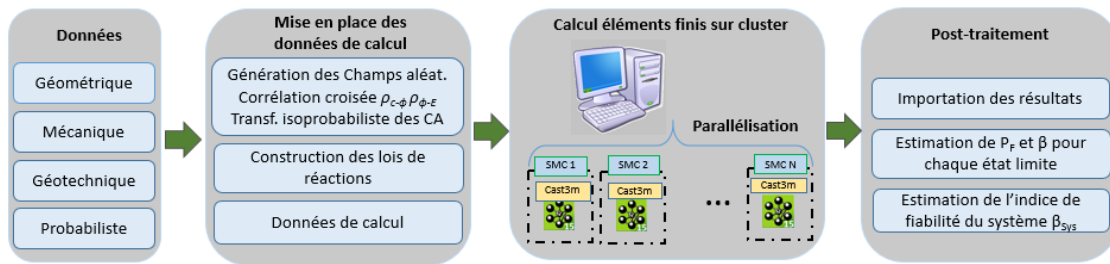 Données
Géométrique
Mécanique
Géotechnique
Probabiliste
Mise en place des
données de calcul
Génération des Champs aléat.
Corrélation croisée ρc-ϕ ρϕ-E
Transf. isoprobabiliste des CA
Construction des lois de
réactions
Données de calcul
Calcul éléments finis sur cluster
Parallélisation
SMC 1
Cast3m
15
SMC 2
Cast3m
15
...
SMC N
Cast3m
15
Post-traitement
Importation des résultats
Estimation de PF et β pour
chaque état limite
Estimation de l'indice de
fiabilité du système βSys